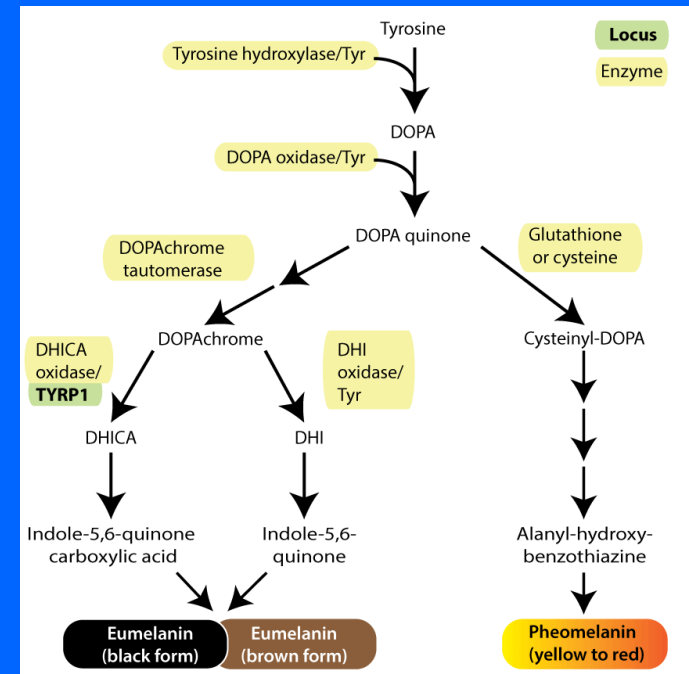 Tyrosine
Locus
Tyrosine hydroxylase/Tyr
Enzyme
DOPA
DOPA oxidase/Tyr
DOPA quinone
Glutathione
or cysteine
DOPAchrome
tautomerase
DOPAchrome
Cysteinyl-DOPA
DHICA
oxidase/
TYRP1
DHI
oxidase/
Tyr
DHICA
DHI
Indole-5,6-quinone
carboxylic acid
Indole-5,6-
quinone
Alanyl-hydroxy-
benzothiazine
Eumelanin
(black form)
Eumelanin
(brown form)
Pheomelanin
(yellow to red)